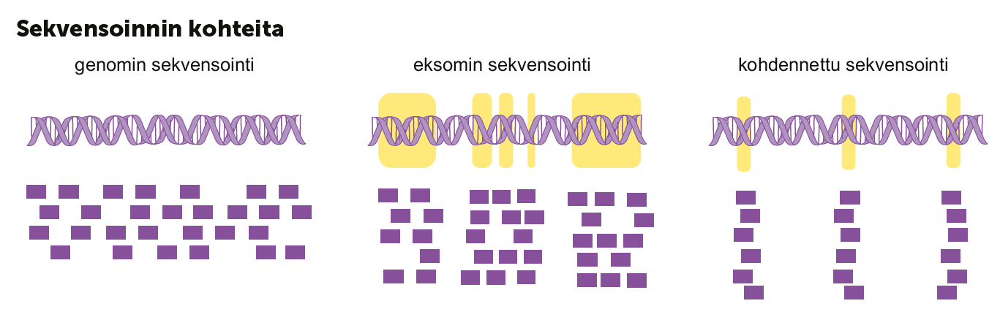 Sekvensoinnin kohteita
genomin sekvensointi
eksomin sekvensointi
kohdennettu sekvensointi